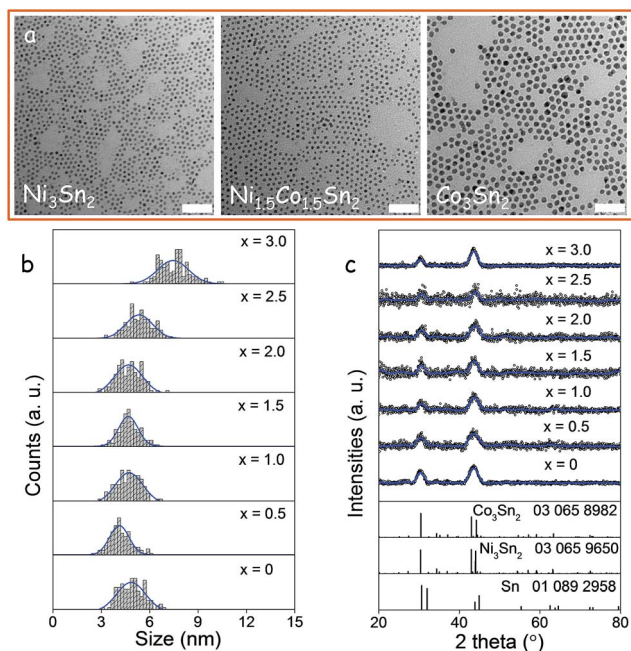 a
Ni₃Sn₂
Ni₁.₅Co₁.₅Sn₂
Co₃Sn₂
b
x = 3.0
x = 2.5
x = 2.0
x = 1.5
x = 1.0
x = 0.5
x = 0
Counts (a. u.)
0 3 6 9 12 15
Size (nm)
c
x = 3.0
x = 2.5
x = 2.0
x = 1.5
x = 1.0
x = 0.5
x = 0
Co₃Sn₂ 03 065 8982
Ni₃Sn₂ 03 065 9650
Sn 01 089 2958
Intensities (a. u.)
20 40 60 80
2 theta (°)